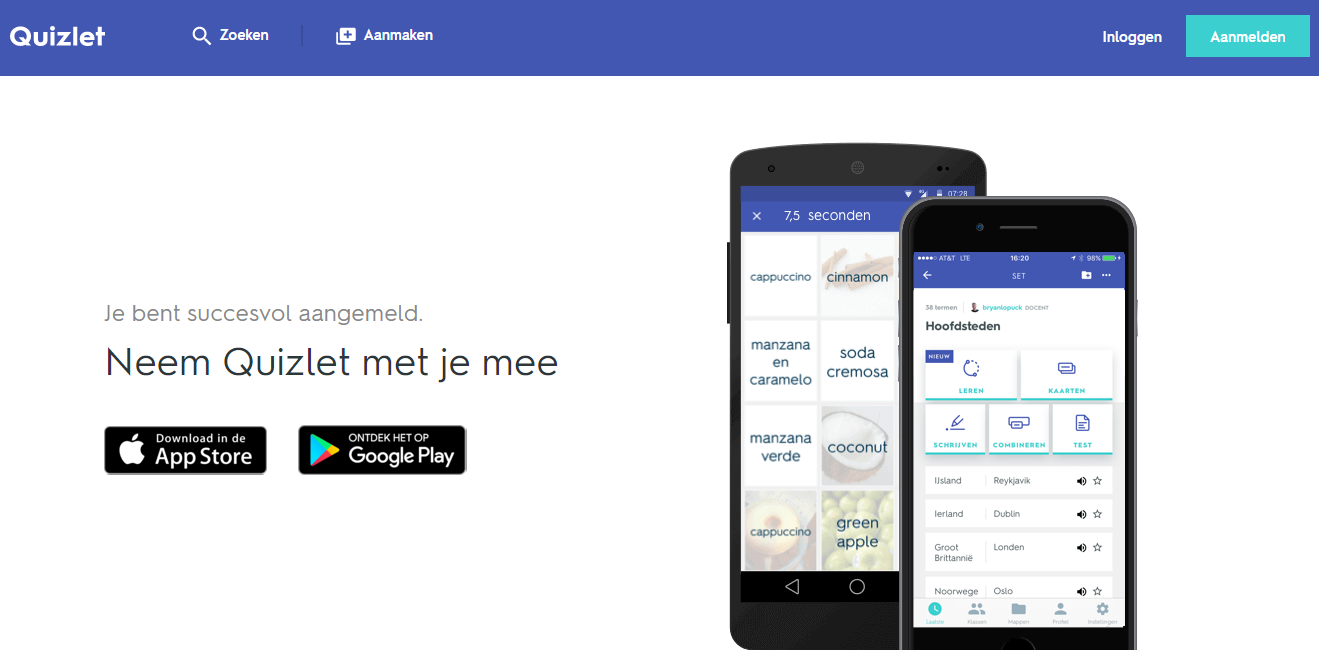 Quizlet
Zoeken
Aanmaken
Inloggen
Aanmelden
Je bent succesvol aangemeld.
Neem Quizlet met je mee
Download in de
App Store
ONTDEK HET OP
Google Play
07:28
7,5 seconden
cappuccino
cinnamon
manzana
en
caramelo
soda
cremosa
manzana
verde
coconut
cappuccino
green
apple
AT&T LTE
16:20
98%
SET
38 termen
bryanlopuck DOCENT
Hoofdsteden
NIEUW
LEREN
KAARTEN
SCHRIJVEN
COMBINEREN
TEST
IJsland
Reykjavik
Ierland
Dublin
Groot
Brittannië
Londen
Noorwege
Oslo
Laatste
Klassen
Mappen
Profiel
Instellingen